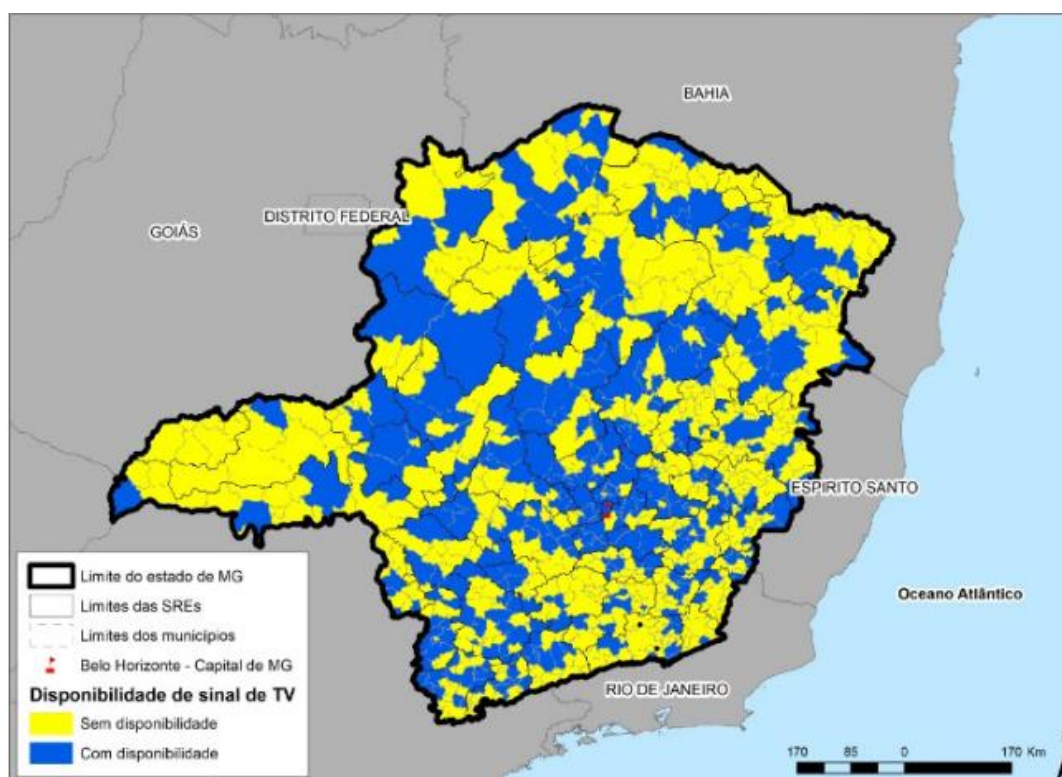 BAHIA
DISTRITO FEDERAL
GOIÁS
ESPIRITO SANTO
Oceano Atlântico
RIO DE JANEIRO
Limite do estado de MG
Limites das SREs
Limites dos municípios
Belo Horizonte - Capital de MG
Disponibilidade de sinal de TV
Sem disponibilidade
Com disponibilidade
170 85 0 170 Km